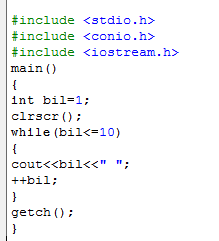 #include <stdio.h>
#include <conio.h>
#include <iostream.h>
main()
{
int bil=1;
clrscr();
while(bil<=10)
{
cout<<bil<<" ";
++bil;
}
getch();
}